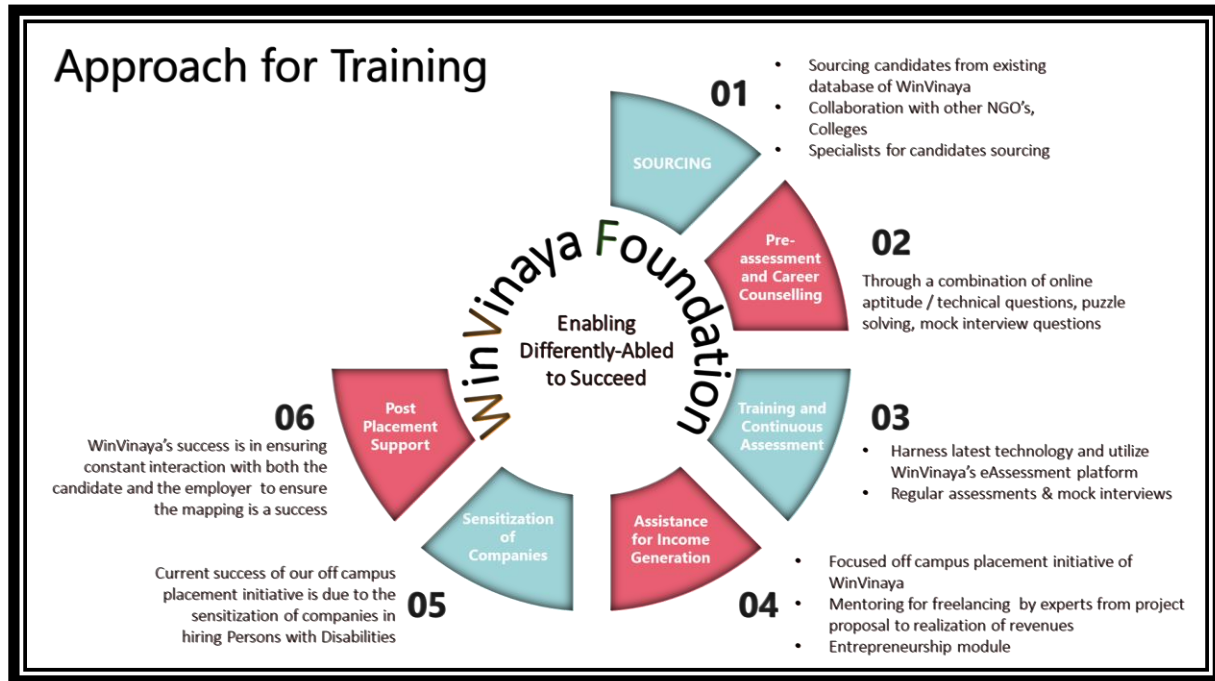 Approach for Training
01
• Sourcing candidates from existing
database of WinVinaya
• Collaboration with other NGO's,
Colleges
• Specialists for candidates sourcing
SOURCING
02
Pre-
assessment
and Career
Counselling
Through a combination of online
aptitude / technical questions, puzzle
solving, mock interview questions
WinVinaya Foundation
Enabling
Differently-Abled
to Succeed
03
Training and
Continuous
Assessment
• Harness latest technology and utilize
WinVinaya's eAssessment platform
• Regular assessments & mock interviews
04
Assistance
for Income
Generation
• Focused off campus placement initiative of
WinVinaya
• Mentoring for freelancing by experts from project
proposal to realization of revenues
• Entrepreneurship module
05
Sensitization
of
Companies
Current success of our off campus
placement initiative is due to the
sensitization of companies in
hiring Persons with Disabilities
06
Post
Placement
Support
WinVinaya's success is in ensuring
constant interaction with both the
candidate and the employer to ensure
the mapping is a success